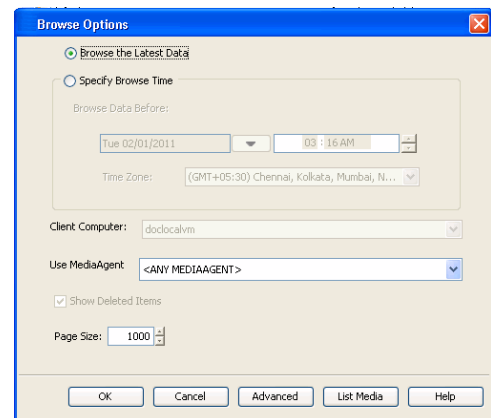 Browse Options
Browse the Latest Data
Specify Browse Time
Browse Data Before:
Tue 02/01/2011 03 : 16 AM
Time Zone: (GMT+05:30) Chennai, Kolkata, Mumbai, N...
Client Computer: doclocalvm
Use MediaAgent <ANY MEDIAAGENT>
Show Deleted Items
Page Size: 1000
OK Cancel Advanced List Media Help